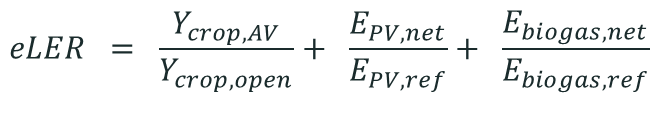 eLER = Y_{crop,AV} / Y_{crop,open} + E_{PV,net} / E_{PV,ref} + E_{biogas,net} / E_{biogas,ref}